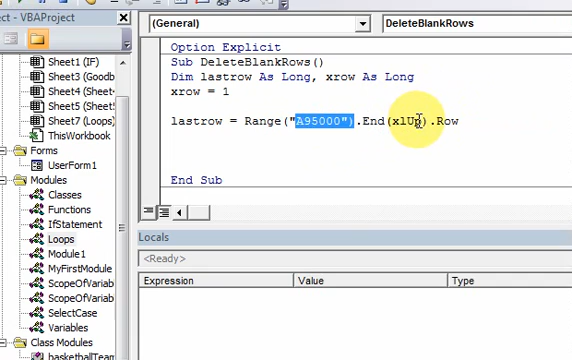 t - VBAProject
(General)
DeleteBlankRows
Option Explicit
Sub DeleteBlankRows()
Dim lastrow As Long, xrow As Long
xrow = 1
lastrow = Range("A95000").End(xlUp).Row
End Sub
Sheet1 (IF)
Sheet3 (Goodb
Sheet4 (Sheet
Sheet5 (Sheet
Sheet7 (Loops)
ThisWorkbook
Forms
UserForm1
Modules
Classes
Functions
IfStatement
Loops
Module1
MyFirstModule
ScopeOfVariab
ScopeOfVariab
SelectCase
Variables
Class Modules
basketballTeam
Locals
<Ready>
Expression
Value
Type